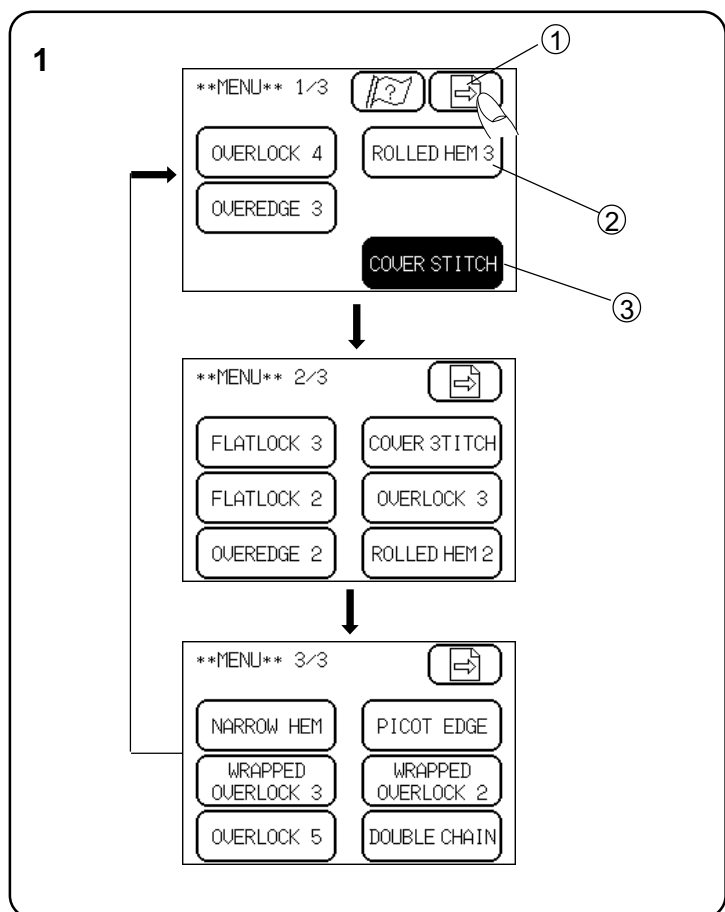 1
①
**MENU** 1/3 ?
OVERLOCK 4 ROLLED HEM 3
②
OVEREDGE 3
COVER STITCH
③
**MENU** 2/3
FLATLOCK 3 COVER 3TITCH
FLATLOCK 2 OVERLOCK 3
OVEREDGE 2 ROLLED HEM 2
**MENU** 3/3
NARROW HEM PICOT EDGE
WRAPPED WRAPPED
OVERLOCK 3 OVERLOCK 2
OVERLOCK 5 DOUBLE CHAIN